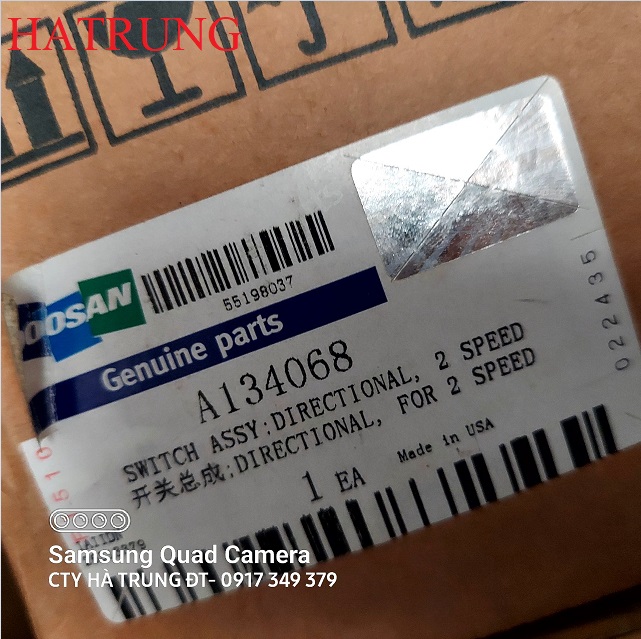 HATRUNG
DOOSAN
55198037
Genuine parts
A134068
SWITCH ASSY;DIRECTIONAL, 2 SPEED
开关总成;DIRECTIONAL, FOR 2 SPEED
1 EA
Made in USA
022435
Samsung Quad Camera
CTY HÀ TRUNG ĐT- 0917 349 379